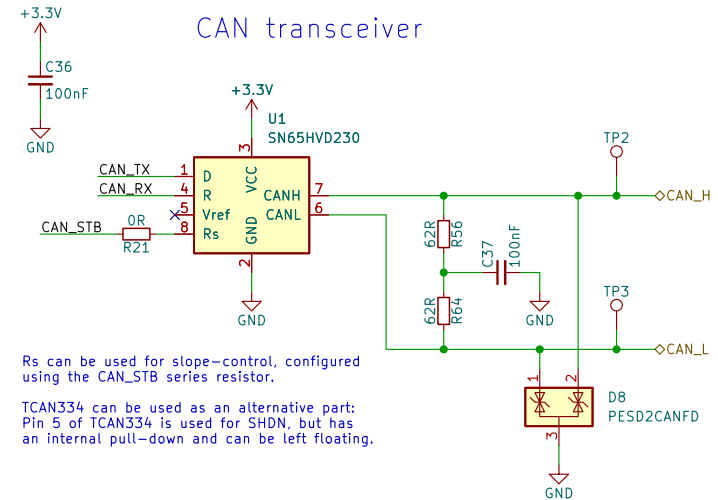 +3.3V
CAN transceiver
C36
100nF
GND
+3.3V
U1
SN65HVD230
3
VCC
CAN_TX
1
D
CAN_RX
4
R
5
Vref
CAN_STB
0R
R21
8
Rs
CANH
7
CANL
6
GND
2
GND
TP2
CAN_H
62R
R56
C37
100nF
GND
62R
R64
TP3
CAN_L
1
2
D8
PESD2CANFD
3
GND
Rs can be used for slope-control, configured
using the CAN_STB series resistor.
TCAN334 can be used as an alternative part:
Pin 5 of TCAN334 is used for SHDN, but has
an internal pull-down and can be left floating.